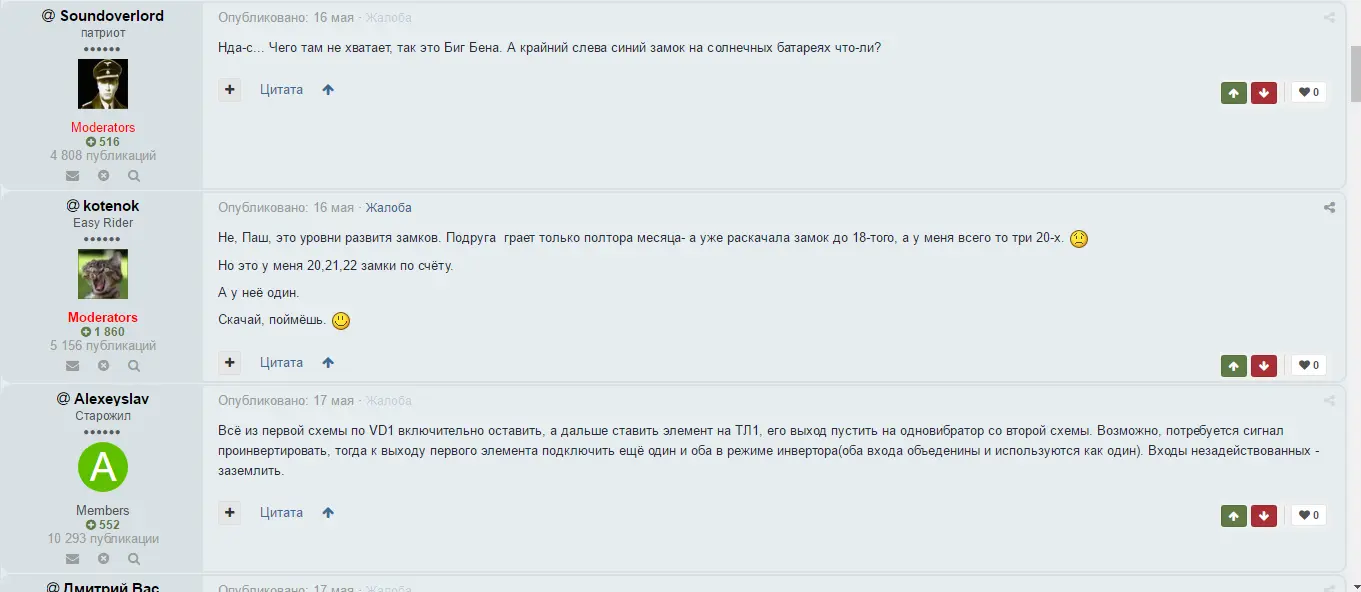 @ Soundoverlord
патриот
Moderators
516
4 808 публикаций
Опубликовано: 16 мая · Жалоба
Нда-с... Чего там не хватает, так это Биг Бена. А крайний слева синий замок на солнечных батареях что-ли?
+ Цитата
0
@ kotenok
Easy Rider
Moderators
1 860
5 156 публикаций
Опубликовано: 16 мая · Жалоба
Не, Паш, это уровни развитя замков. Подруга грает только полтора месяца- а уже раскачала замок до 18-того, а у меня всего то три 20-х.
Но это у меня 20,21,22 замки по счёту.
А у неё один.
Скачай, поймёшь.
+ Цитата
0
@ Alexeyslav
Старожил
A
Members
552
10 293 публикации
Опубликовано: 17 мая · Жалоба
Всё из первой схемы по VD1 включительно оставить, а дальше ставить элемент на ТЛ1, его выход пустить на одновибратор со второй схемы. Возможно, потребуется сигнал
проинвертировать, тогда к выходу первого элемента подключить ещё один и оба в режиме инвертора(оба входа объеденины и используются как один). Входы незадействованных -
заземлить.
+ Цитата
0
@ Дмитрий Вас
Опубликовано: 17 мая · Жалоба